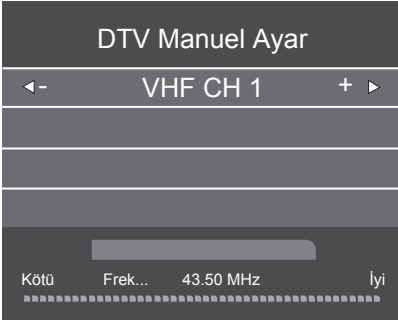 DTV Manuel Ayar
- VHF CH 1 +
Kötü Frek... 43.50 MHz İyi